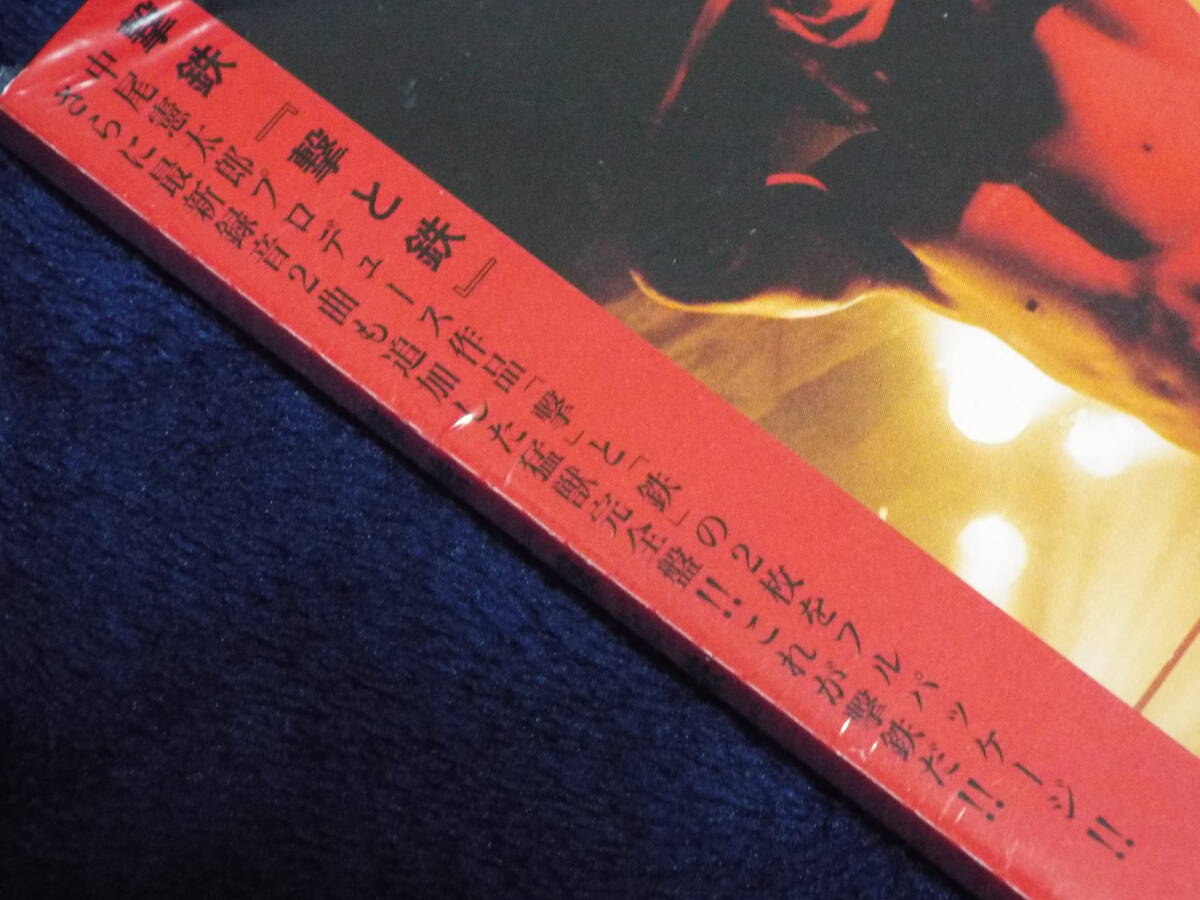 撃鉄『撃と鉄』
中尾憲太郎プロデュース作品「撃」と「鉄」の2枚をフルパッケージ!!
さらに最新録音2曲も追加した猛獣完全盤!!これが撃鉄だ!!